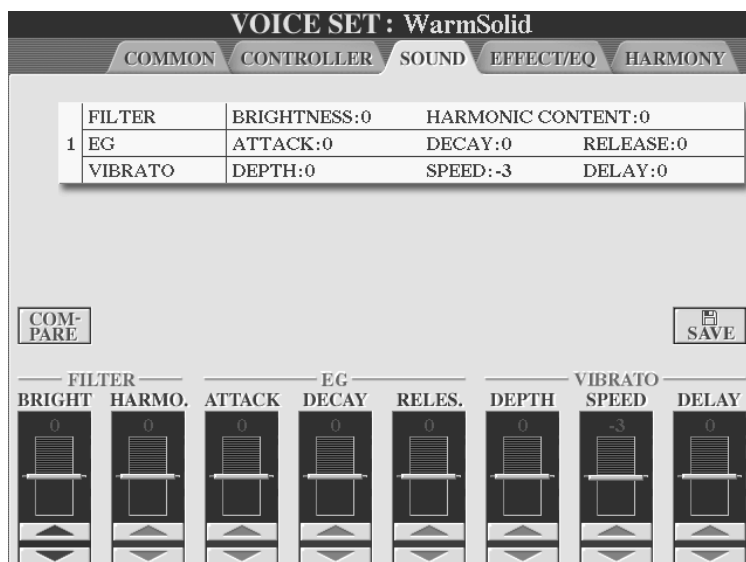 VOICE SET : WarmSolid
COMMON CONTROLLER SOUND EFFECT/EQ HARMONY
FILTER BRIGHTNESS:0 HARMONIC CONTENT:0
1 EG ATTACK:0 DECAY:0 RELEASE:0
VIBRATO DEPTH:0 SPEED:-3 DELAY:0
COM-
PARE
SAVE
FILTER EG VIBRATO
BRIGHT HARMO. ATTACK DECAY RELES. DEPTH SPEED DELAY
0 0 0 0 0 0 -3 0